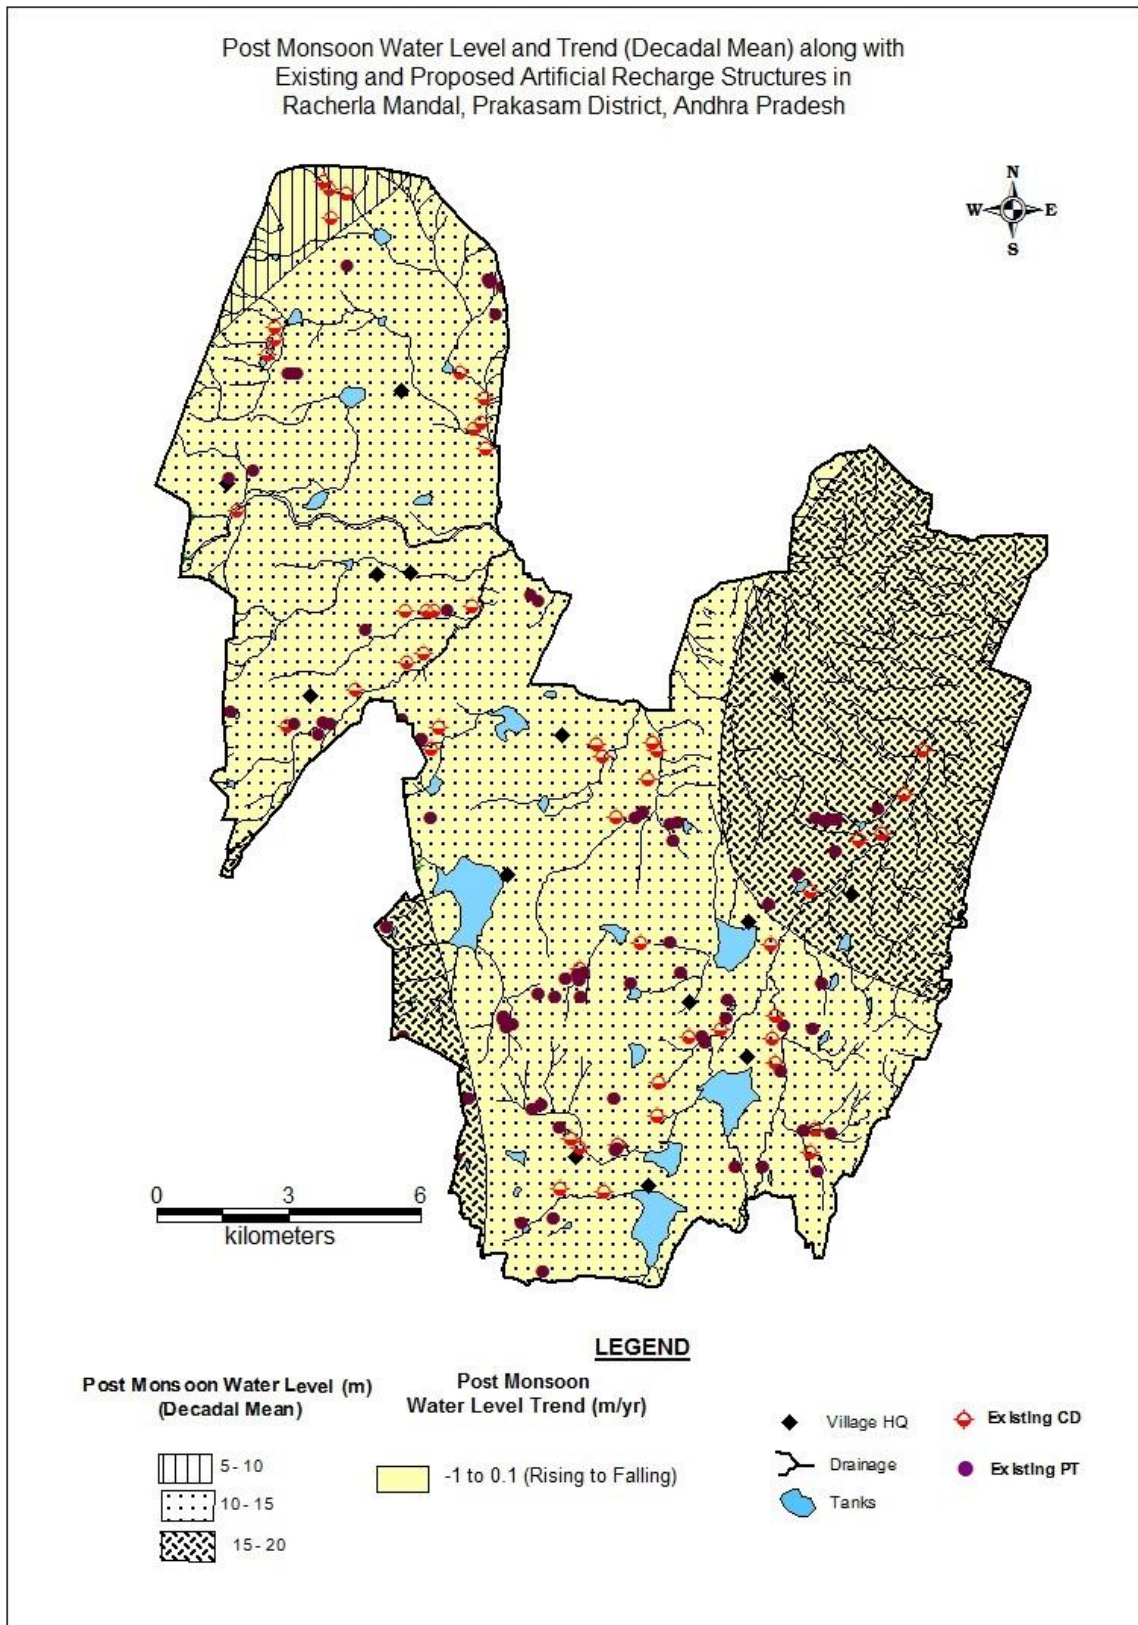 Post Monsoon Water Level and Trend (Decadal Mean) along with
Existing and Proposed Artificial Recharge Structures in
Racherla Mandal, Prakasam District, Andhra Pradesh
N
W E
S
0 3 6
kilometers
LEGEND
Post Monsoon Water Level (m)
(Decadal Mean)
5 - 10
10 - 15
15 - 20
Post Monsoon
Water Level Trend (m/yr)
-1 to 0.1 (Rising to Falling)
Village HQ
Drainage
Tanks
Existing CD
Existing PT